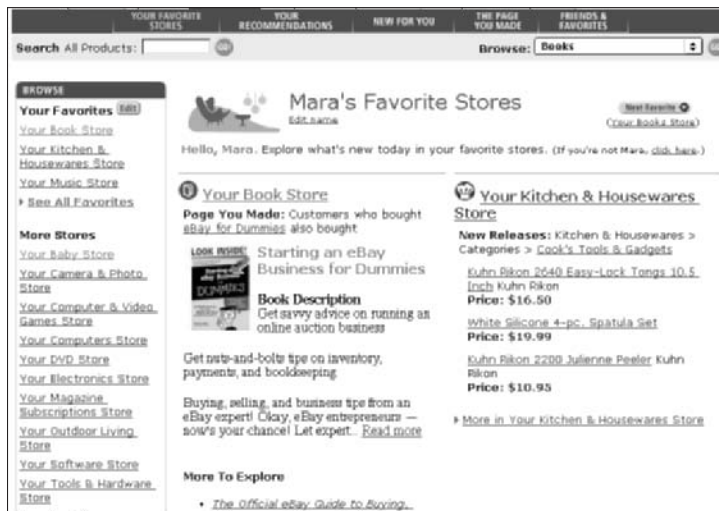 YOUR FAVORITE
STORES
YOUR
RECOMMENDATIONS
NEW FOR YOU
THE PAGE
YOU MADE
FRIENDS &
FAVORITES
Search All Products:
Browse: Books
BROWSE
Your Favorites Edit
Your Book Store
Your Kitchen &
Housewares Store
Your Music Store
See All Favorites
More Stores
Your Baby Store
Your Camera & Photo
Store
Your Computer & Video
Games Store
Your Computers Store
Your DVD Store
Your Electronics Store
Your Magazine
Subscriptions Store
Your Outdoor Living
Store
Your Software Store
Your Tools & Hardware
Store
Mara's Favorite Stores
Edit name
Next Favorite
(Your Books Store)
Hello, Mara. Explore what's new today in your favorite stores. (If you're not Mara, click here.)
Your Book Store
Page You Made: Customers who bought
eBay for Dummies also bought
LOOK INSIDE!
Starting an eBay
Business
DUMMIES
Starting an eBay
Business for Dummies
Book Description
Get savvy advice on running an
online auction business
Get nuts-and-bolts tips on inventory,
payments, and bookkeeping
Buying, selling, and business tips from an
eBay expert! Okay, eBay entrepreneurs —
now's your chance! Let expert... Read more
More To Explore
• The Official eBay Guide to Buying,
Your Kitchen & Housewares
Store
New Releases: Kitchen & Housewares >
Categories > Cook's Tools & Gadgets
Kuhn Rikon 2640 Easy-Lock Tongs 10.5
Inch Kuhn Rikon
Price: $16.50
White Silicone 4-pc. Spatula Set
Price: $19.99
Kuhn Rikon 2200 Julienne Peeler Kuhn
Rikon
Price: $10.95
More in Your Kitchen & Housewares Store